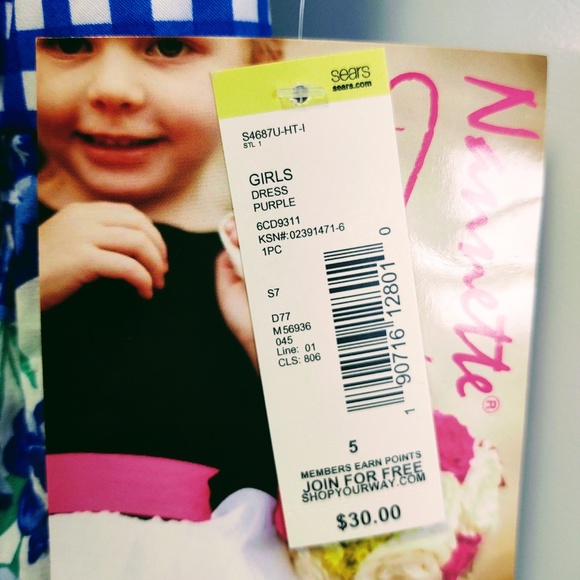 sears
sears.com
S4687U-HT-I
STL 1
GIRLS
DRESS
PURPLE
6CD9311
KSN#:02391471-6
1PC
S7
D77
M56936
045
Line: 01
CLS: 806
1 90716 12801 0
5
MEMBERS EARN POINTS
JOIN FOR FREE
SHOPYOURWAY.COM
$30.00
Nannette®